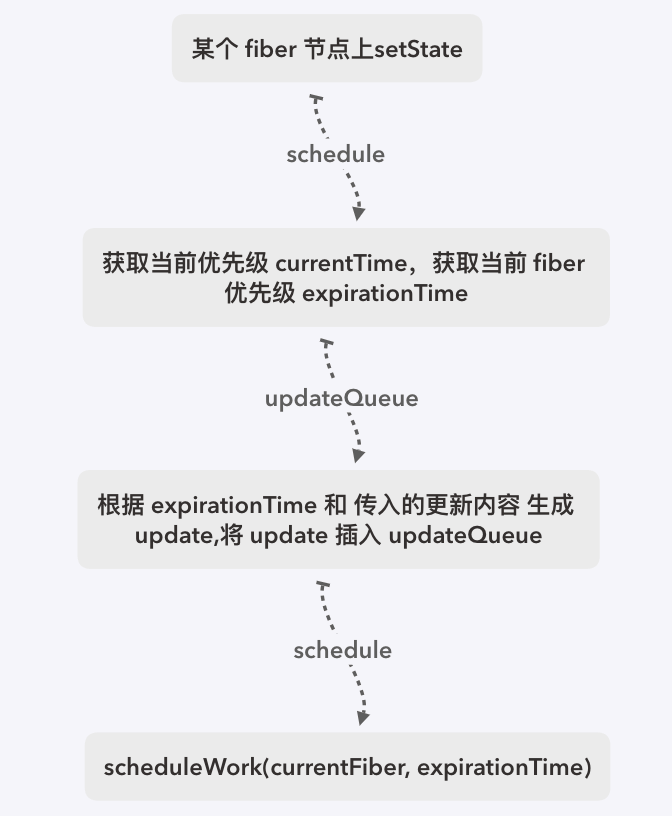 某个 fiber 节点上setState
schedule
获取当前优先级 currentTime，获取当前 fiber
优先级 expirationTime
updateQueue
根据 expirationTime 和 传入的更新内容 生成
update,将 update 插入 updateQueue
schedule
scheduleWork(currentFiber, expirationTime)